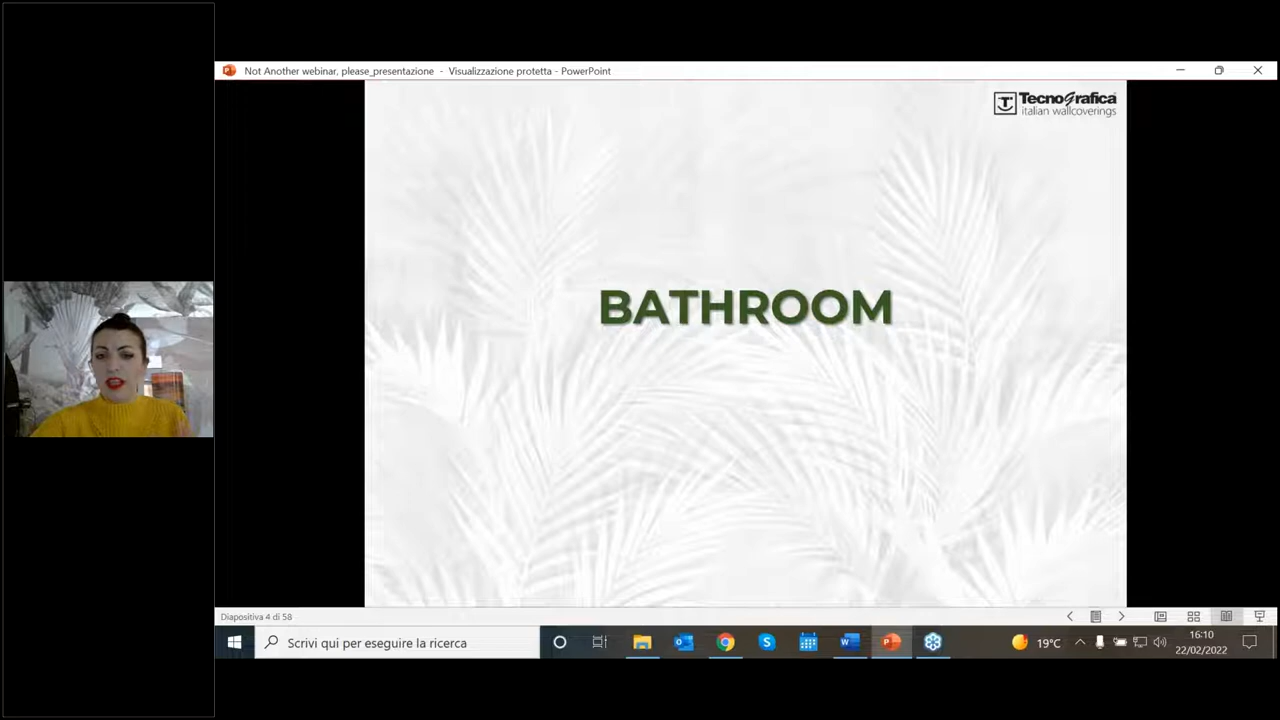 Not Another webinar, please_presentazione - Visualizzazione protetta - PowerPoint
TecnoGrafica
italian wallcoverings
BATHROOM
Diapositiva 4 di 58
Scrivi qui per eseguire la ricerca
19°C
16:10
22/02/2022